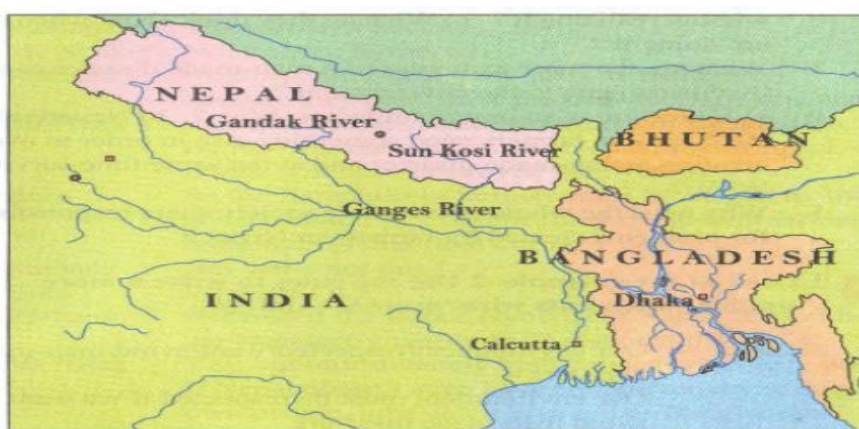 NEPAL
Gandak River
BHUTAN
Sun Kosi River
Ganges River
BANGLADESH
INDIA
Dhaka
Calcutta